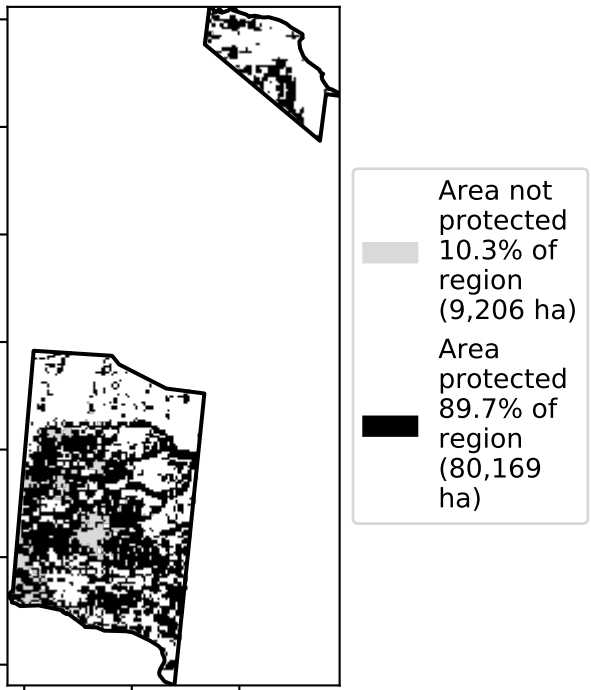 Area not
protected
10.3% of
region
(9,206 ha)
Area
protected
89.7% of
region
(80,169
ha)